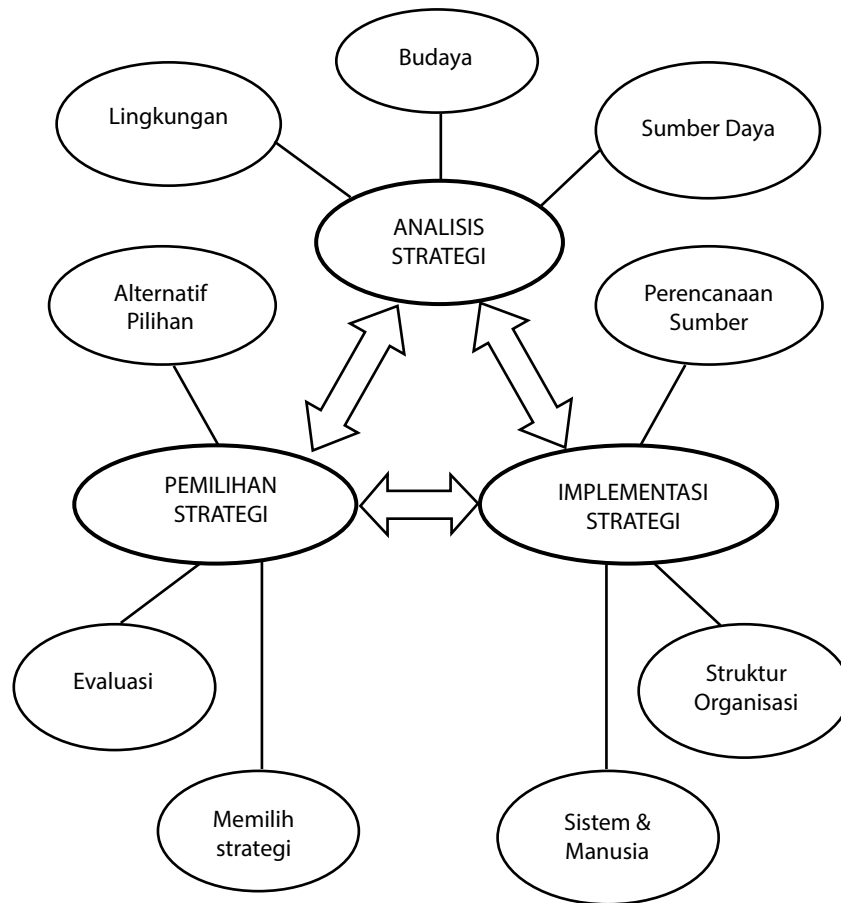 Budaya
Lingkungan
Sumber Daya
ANALISIS
STRATEGI
Alternatif
Pilihan
Perencanaan
Sumber
PEMILIHAN
STRATEGI
IMPLEMENTASI
STRATEGI
Evaluasi
Struktur
Organisasi
Memilih
strategi
Sistem &
Manusia